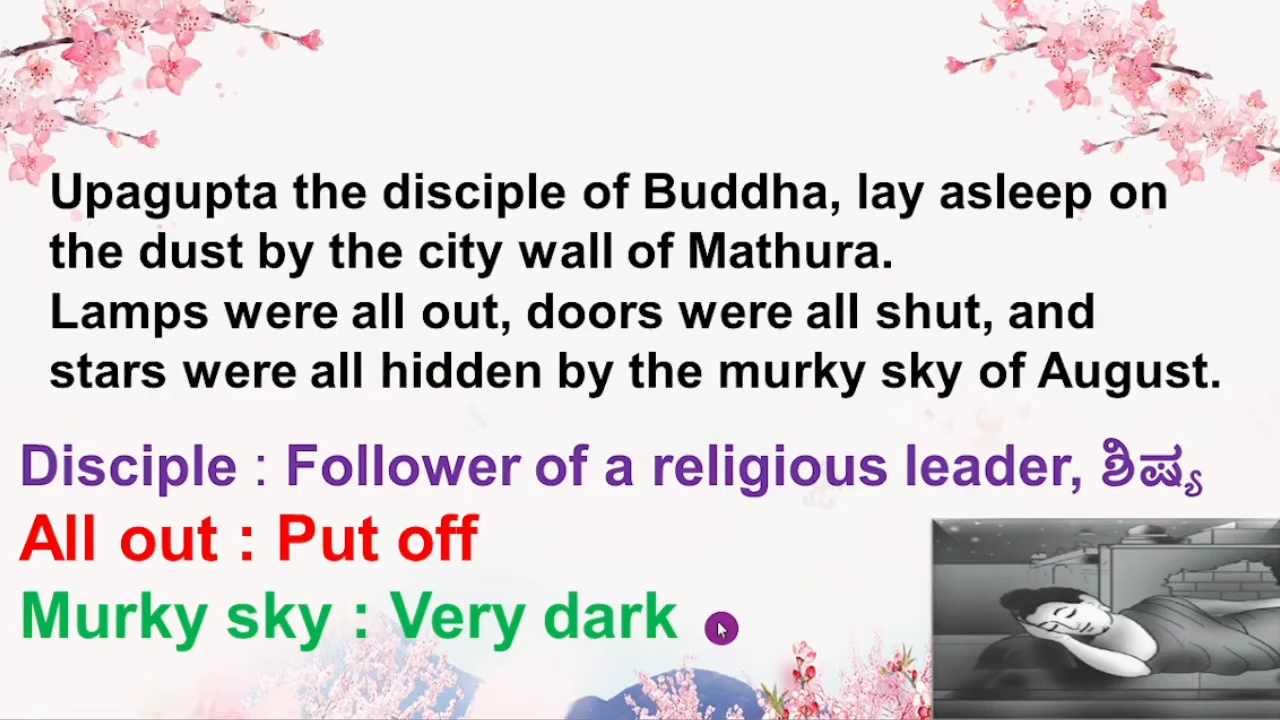 Upagupta the disciple of Buddha, lay asleep on
the dust by the city wall of Mathura.
Lamps were all out, doors were all shut, and
stars were all hidden by the murky sky of August.
Disciple : Follower of a religious leader, ಶಿಷ್ಯ
All out : Put off
Murky sky : Very dark